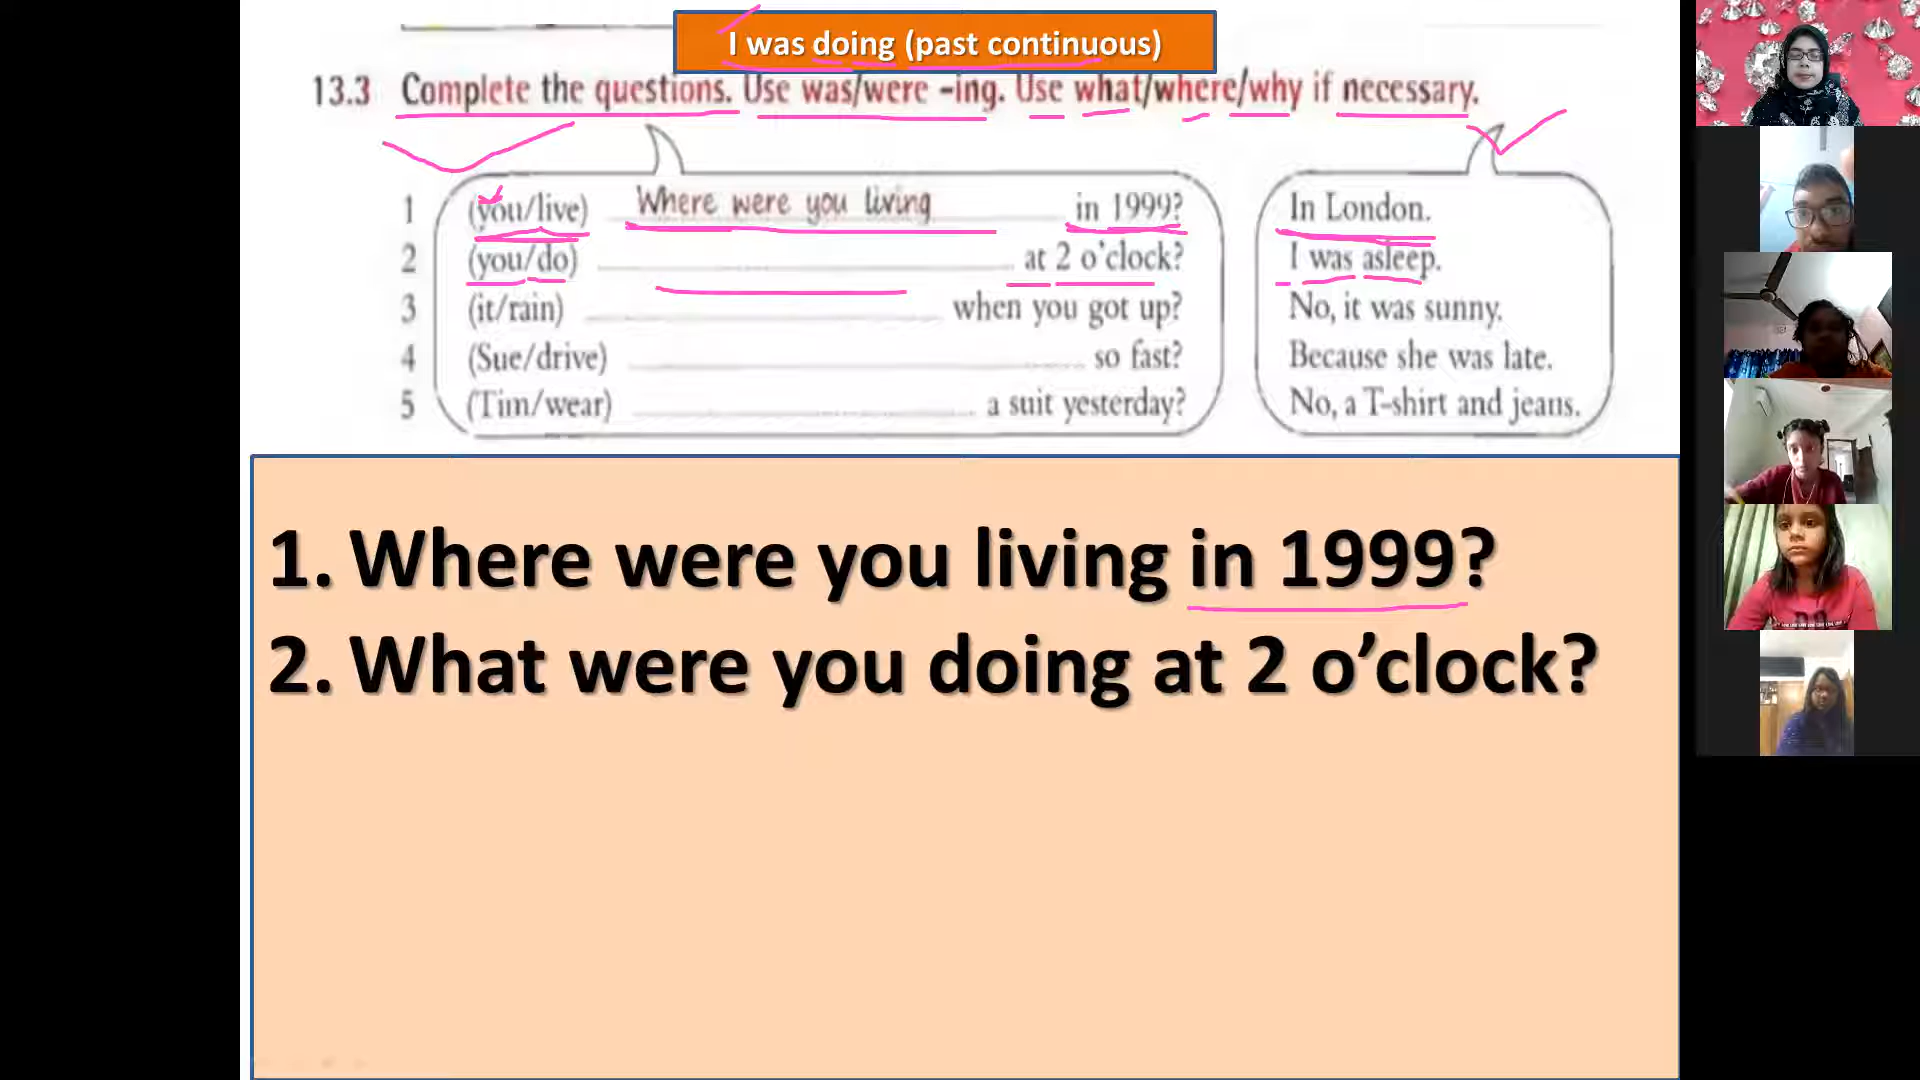 I was doing (past continuous)
13.3 Complete the questions. Use was/were -ing. Use what/where/why if necessary.
1 (you/live) Where were you living in 1999? In London.
2 (you/do) at 2 o'clock? I was asleep.
3 (it/rain) when you got up? No, it was sunny.
4 (Sue/drive) so fast? Because she was late.
5 (Tim/wear) a suit yesterday? No, a T-shirt and jeans.
1. Where were you living in 1999?
2. What were you doing at 2 o’clock?